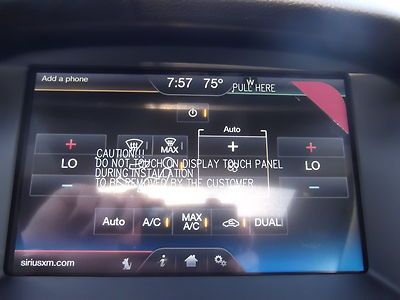 Add a phone 7:57 75° W
PULL HERE
Auto
MAX
LO LO
CAUTION!!!
DO NOT TOUCH ON DISPLAY TOUCH PANEL
DURING INSTALLATION
TO BE REMOVED BY THE CUSTOMER
Auto A/C MAX A/C DUAL
siriusxm.com